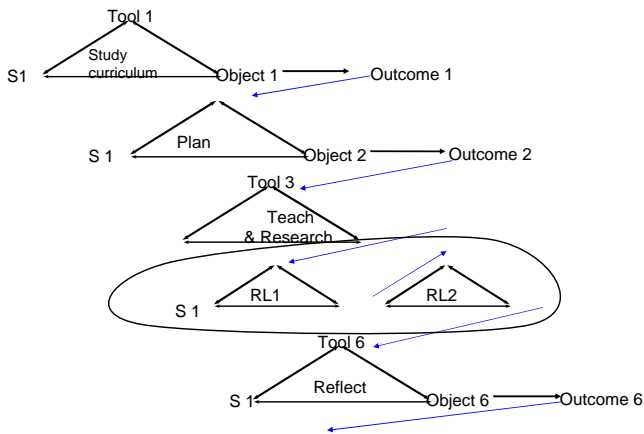 Tool 1
Study
curriculum
S1
Object 1
Outcome 1
Plan
S 1
Object 2
Outcome 2
Tool 3
Teach
& Research
RL1
RL2
S 1
Tool 6
Reflect
S 1
Object 6
Outcome 6